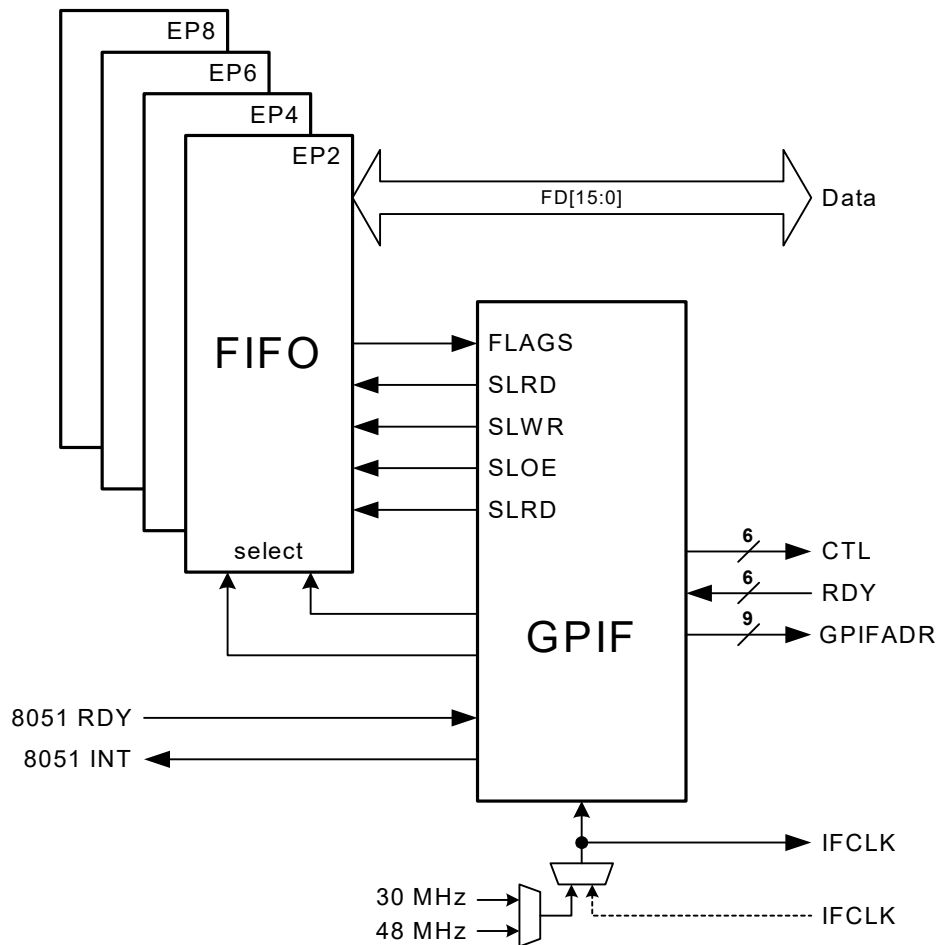 EP8
EP6
EP4
EP2
FD[15:0]
Data
FIFO
FLAGS
SLRD
SLWR
SLOE
SLRD
select
6
CTL
6
RDY
9
GPIFADR
GPIF
8051 RDY
8051 INT
IFCLK
30 MHz
48 MHz
IFCLK